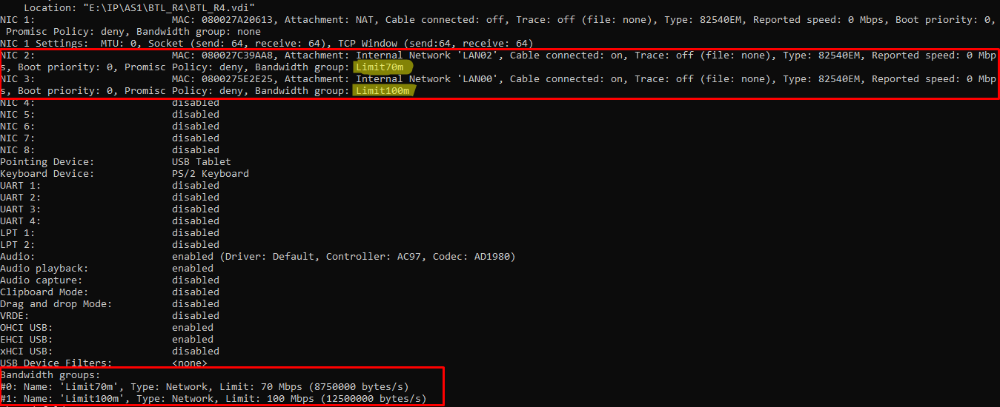 Location: "E:\IP\AS1\BTL_R4\BTL_R4.vdi"
NIC 1: MAC: 080027A20613, Attachment: NAT, Cable connected: off, Trace: off (file: none), Type: 82540EM, Reported speed: 0 Mbps, Boot priority: 0,
Promisc Policy: deny, Bandwidth group: none
NIC 1 Settings: MTU: 0, Socket (send: 64, receive: 64), TCP Window (send:64, receive: 64)
NIC 2: MAC: 080027C39AA8, Attachment: Internal Network 'LAN02', Cable connected: on, Trace: off (file: none), Type: 82540EM, Reported speed: 0 Mbp
s, Boot priority: 0, Promisc Policy: deny, Bandwidth group: Limit70m
NIC 3: MAC: 0800275E2E25, Attachment: Internal Network 'LAN00', Cable connected: on, Trace: off (file: none), Type: 82540EM, Reported speed: 0 Mbp
s, Boot priority: 0, Promisc Policy: deny, Bandwidth group: Limit100m
NIC 4: disabled
NIC 5: disabled
NIC 6: disabled
NIC 7: disabled
NIC 8: disabled
Pointing Device: USB Tablet
Keyboard Device: PS/2 Keyboard
UART 1: disabled
UART 2: disabled
UART 3: disabled
UART 4: disabled
LPT 1: disabled
LPT 2: disabled
Audio: enabled (Driver: Default, Controller: AC97, Codec: AD1980)
Audio playback: enabled
Audio capture: disabled
Clipboard Mode: disabled
Drag and drop Mode: disabled
VRDE: disabled
OHCI USB: enabled
EHCI USB: enabled
xHCI USB: disabled
USB Device Filters: <none>
Bandwidth groups:
#0: Name: 'Limit70m', Type: Network, Limit: 70 Mbps (8750000 bytes/s)
#1: Name: 'Limit100m', Type: Network, Limit: 100 Mbps (12500000 bytes/s)